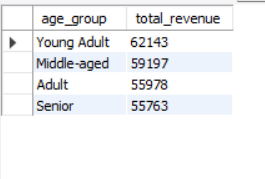 age_group total_revenue
Young Adult 62143
Middle-aged 59197
Adult 55978
Senior 55763